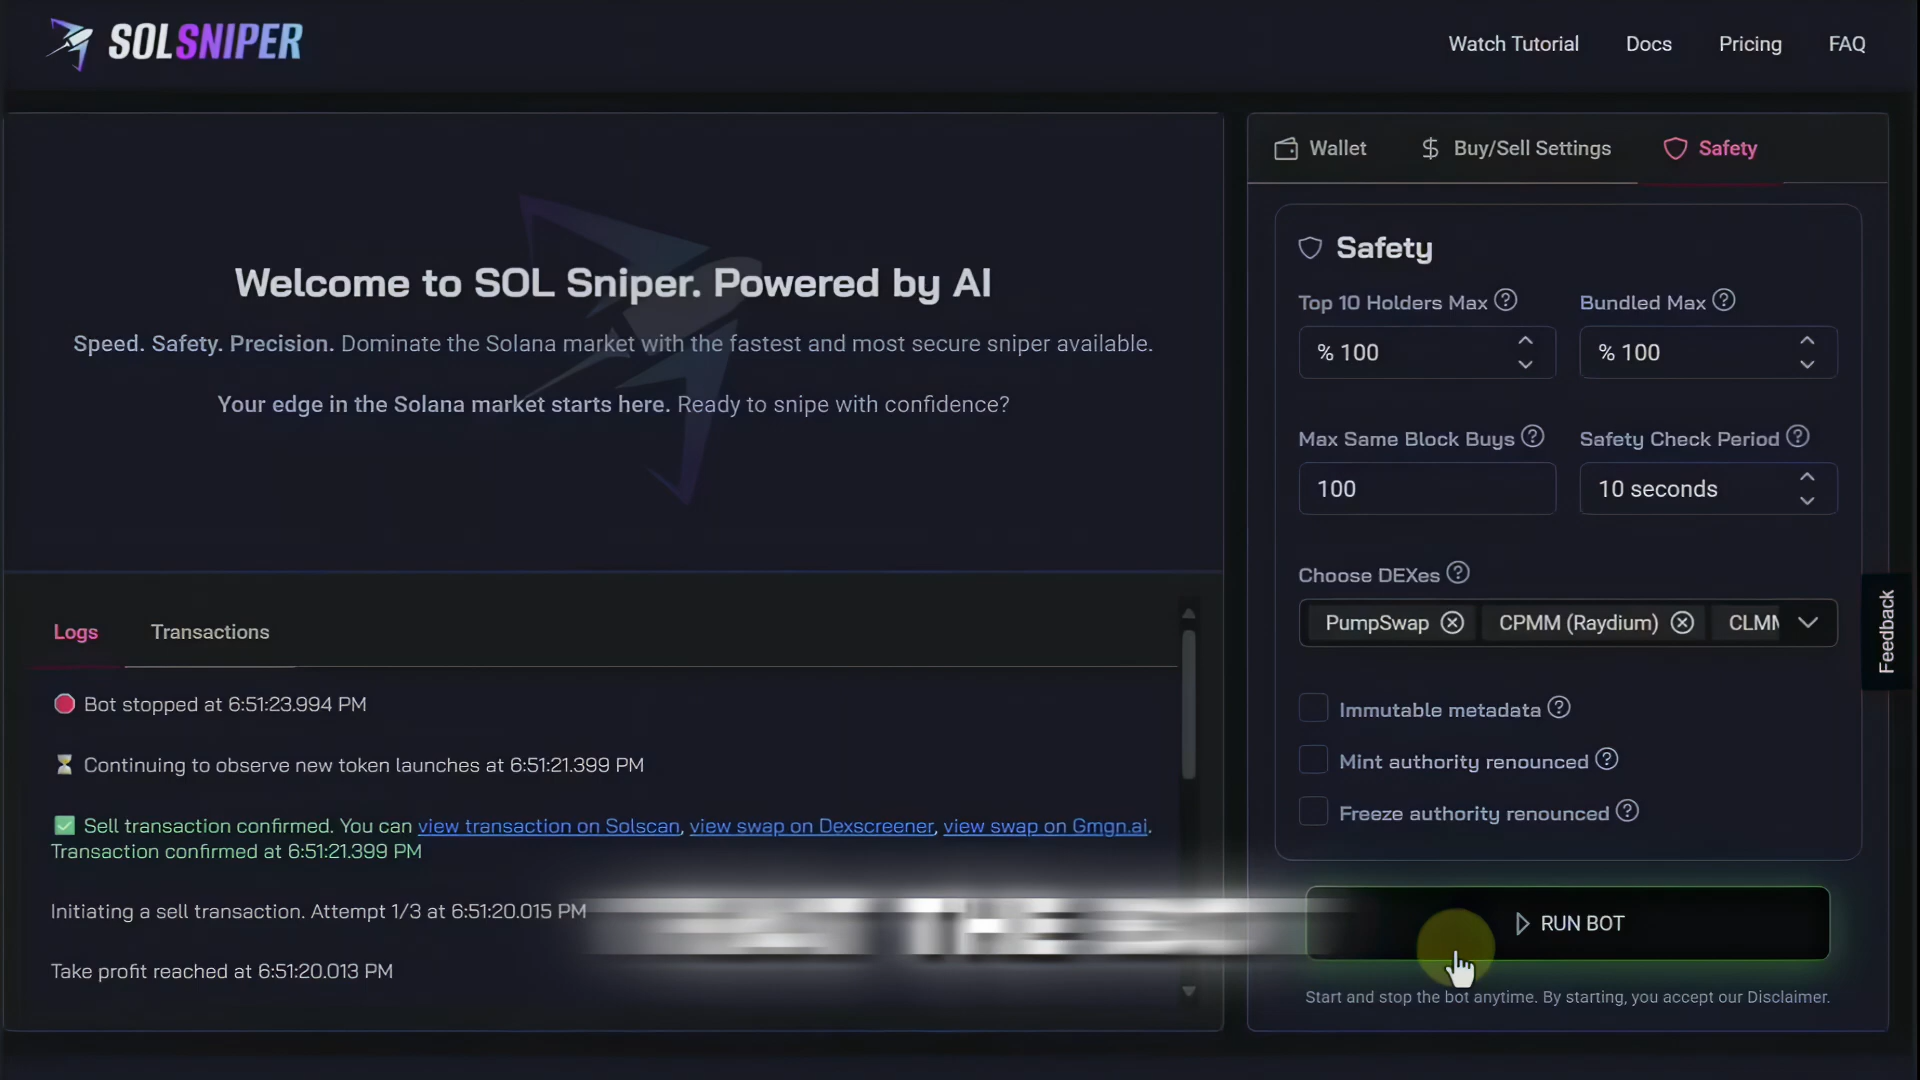 SOLSNIPER
Watch Tutorial
Docs
Pricing
FAQ
Welcome to SOL Sniper. Powered by AI
Speed. Safety. Precision. Dominate the Solana market with the fastest and most secure sniper available.
Your edge in the Solana market starts here. Ready to snipe with confidence?
Logs
Transactions
Bot stopped at 6:51:23.994 PM
Continuing to observe new token launches at 6:51:21.399 PM
Sell transaction confirmed. You can view transaction on Solscan, view swap on Dexscreener, view swap on Gmgn.ai.
Transaction confirmed at 6:51:21.399 PM
Initiating a sell transaction. Attempt 1/3 at 6:51:20.015 PM
Take profit reached at 6:51:20.013 PM
Wallet
$ Buy/Sell Settings
Safety
Safety
Top 10 Holders Max ?
Bundled Max ?
% 100
% 100
Max Same Block Buys ?
Safety Check Period ?
100
10 seconds
Choose DEXes ?
PumpSwap
CPMM (Raydium)
CLMM
Immutable metadata ?
Mint authority renounced ?
Freeze authority renounced ?
RUN BOT
Start and stop the bot anytime. By starting, you accept our Disclaimer.
Feedback